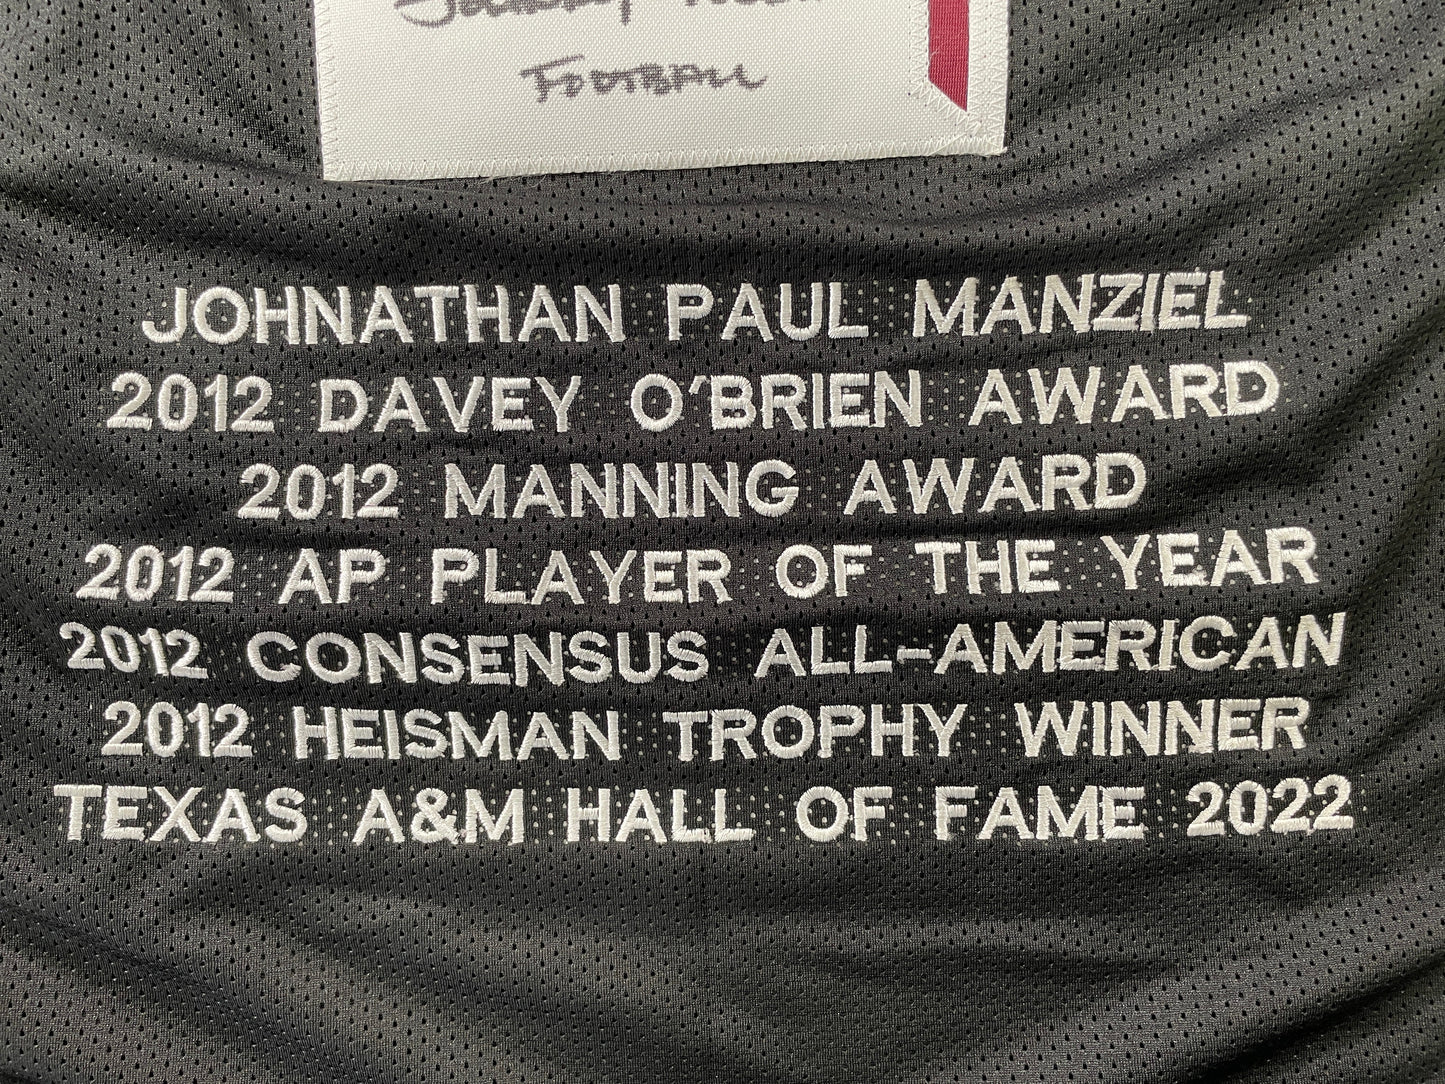 FOOTBALL
JOHNATHAN PAUL MANZIEL
2012 DAVEY O'BRIEN AWARD
2012 MANNING AWARD
2012 AP PLAYER OF THE YEAR
2012 CONSENSUS ALL-AMERICAN
2012 HEISMAN TROPHY WINNER
TEXAS A&M HALL OF FAME 2022